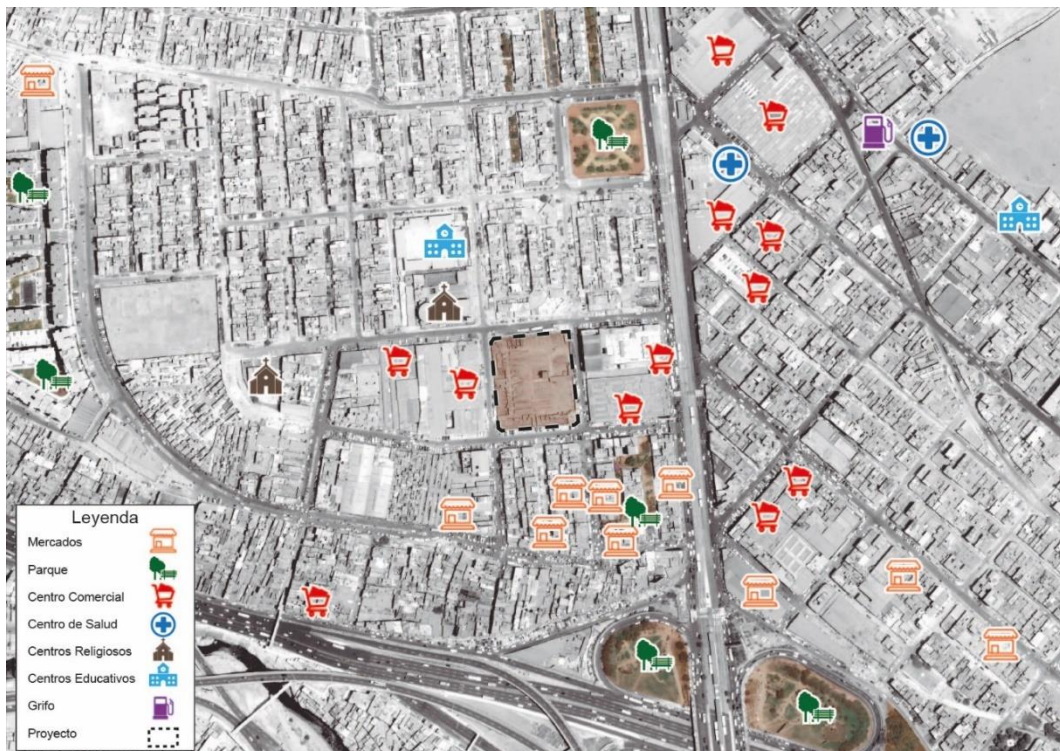 Leyenda
Mercados
Parque
Centro Comercial
Centro de Salud
Centros Religiosos
Centros Educativos
Grifo
Proyecto